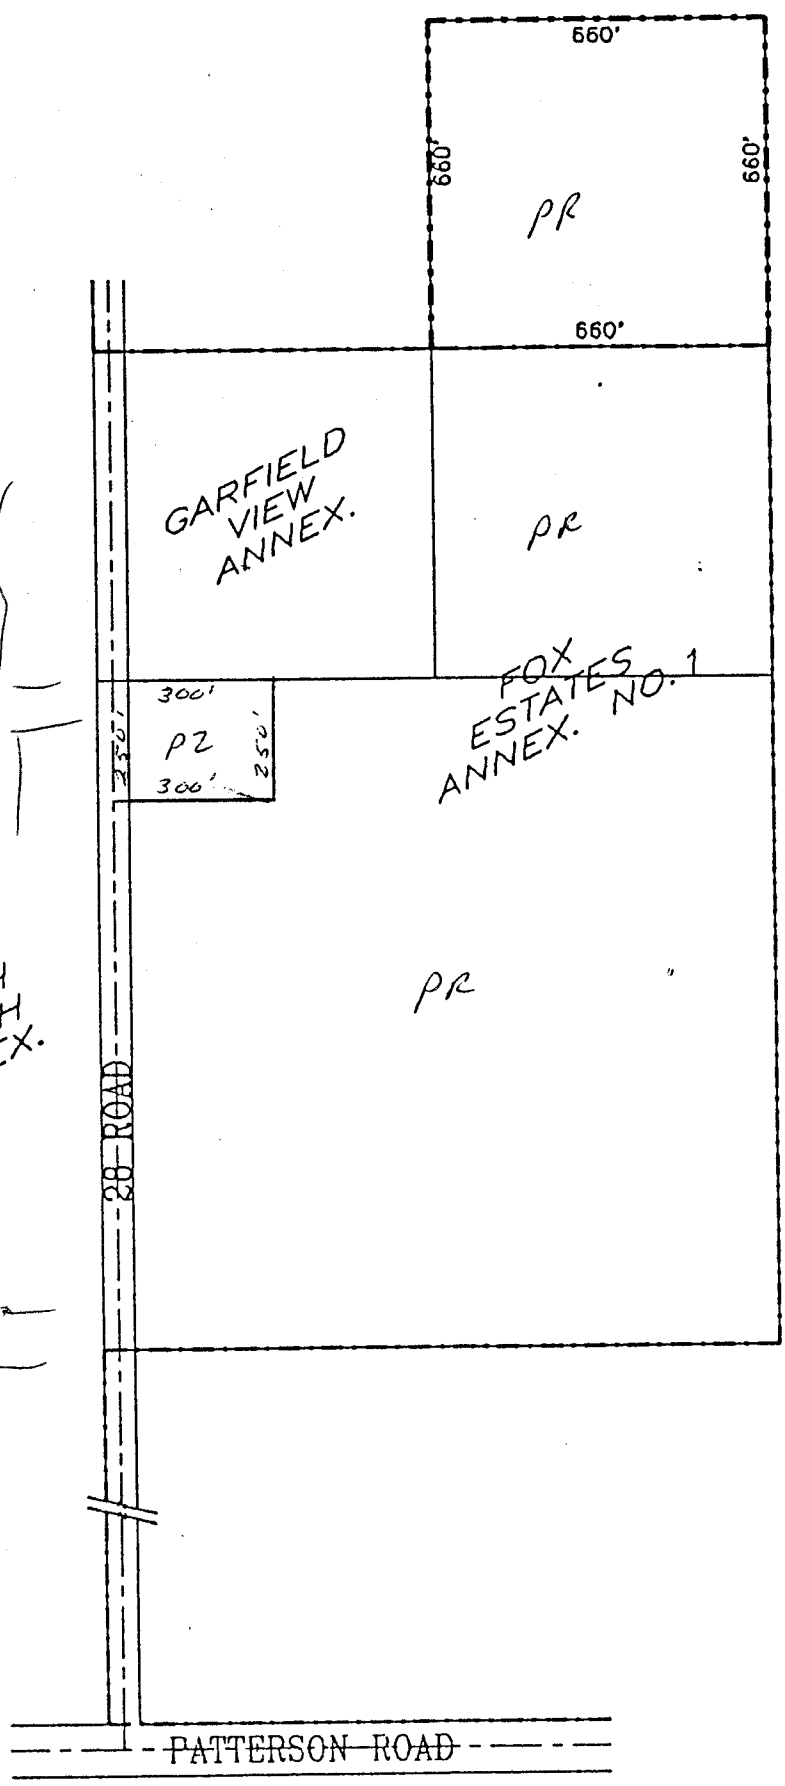 660'
660'
660'
PR
660'
GARFIELD
VIEW
ANNEX.
PR
FOX
ESTATES
ANNEX. NO. 1
300'
250'
PZ
250'
300'
PR
28 ROAD
PATTERSON ROAD